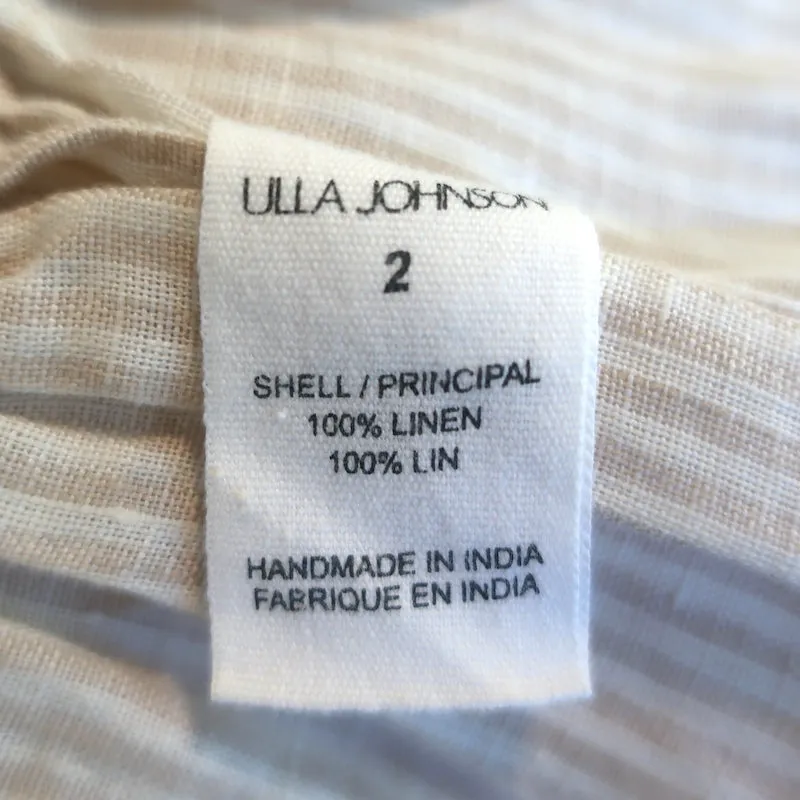 ULLA JOHNSON
2
SHELL / PRINCIPAL
100% LINEN
100% LIN
HANDMADE IN INDIA
FABRIQUE EN INDIA